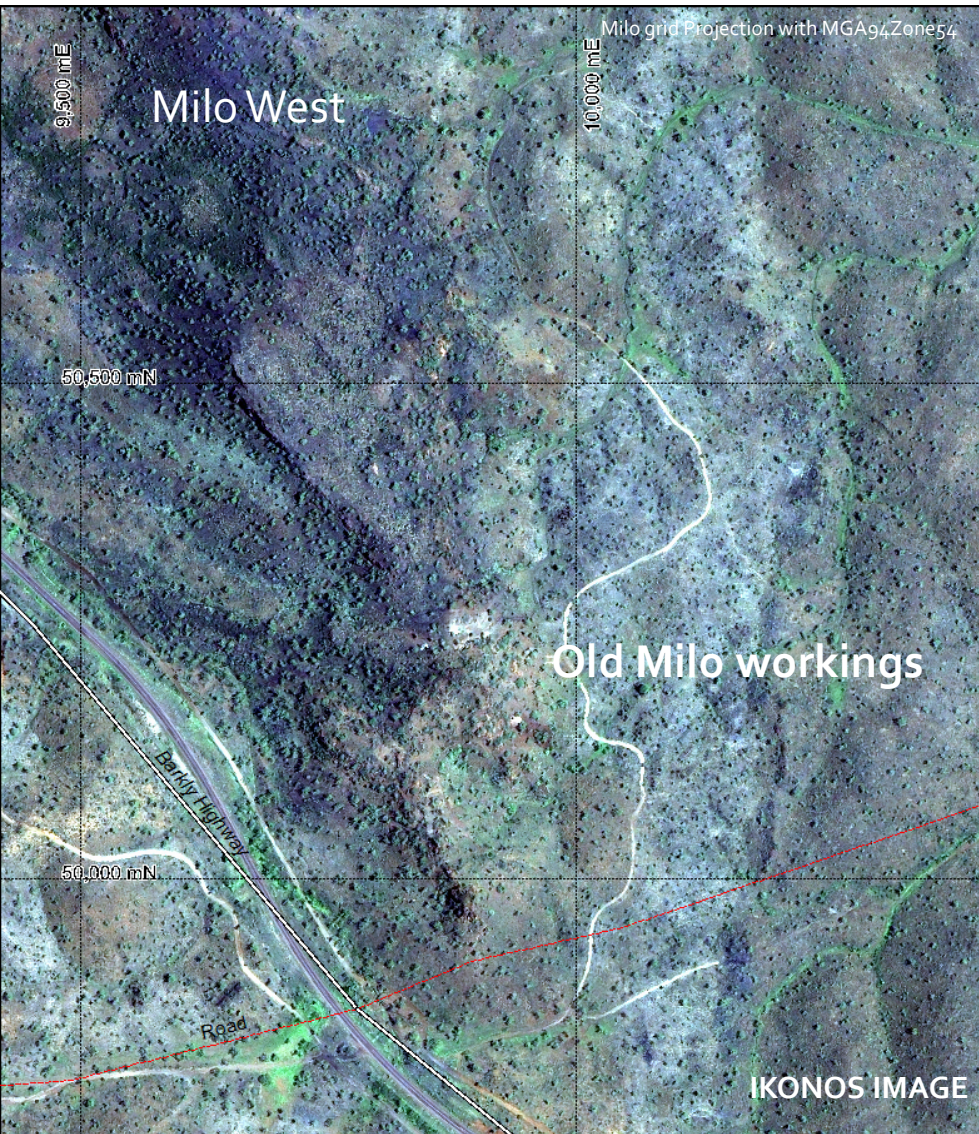 Milo grid Projection with MGA94Zone54
9,500 mE
10,000 mE
Milo West
50,500 mN
Old Milo workings
Barkly Highway
50,000 mN
Road
IKONOS IMAGE